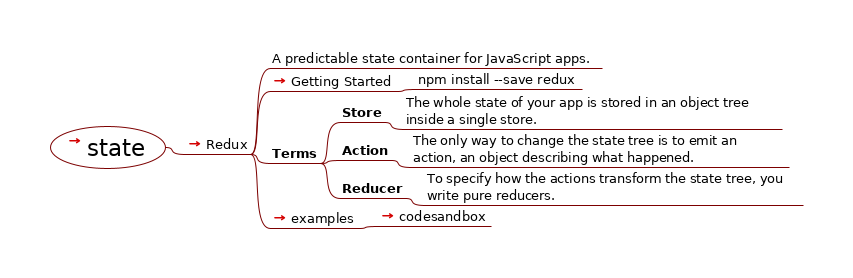 state
Redux
A predictable state container for JavaScript apps.
Getting Started
npm install --save redux
Terms
Store
The whole state of your app is stored in an object tree
inside a single store.
Action
The only way to change the state tree is to emit an
action, an object describing what happened.
Reducer
To specify how the actions transform the state tree, you
write pure reducers.
examples
codesandbox